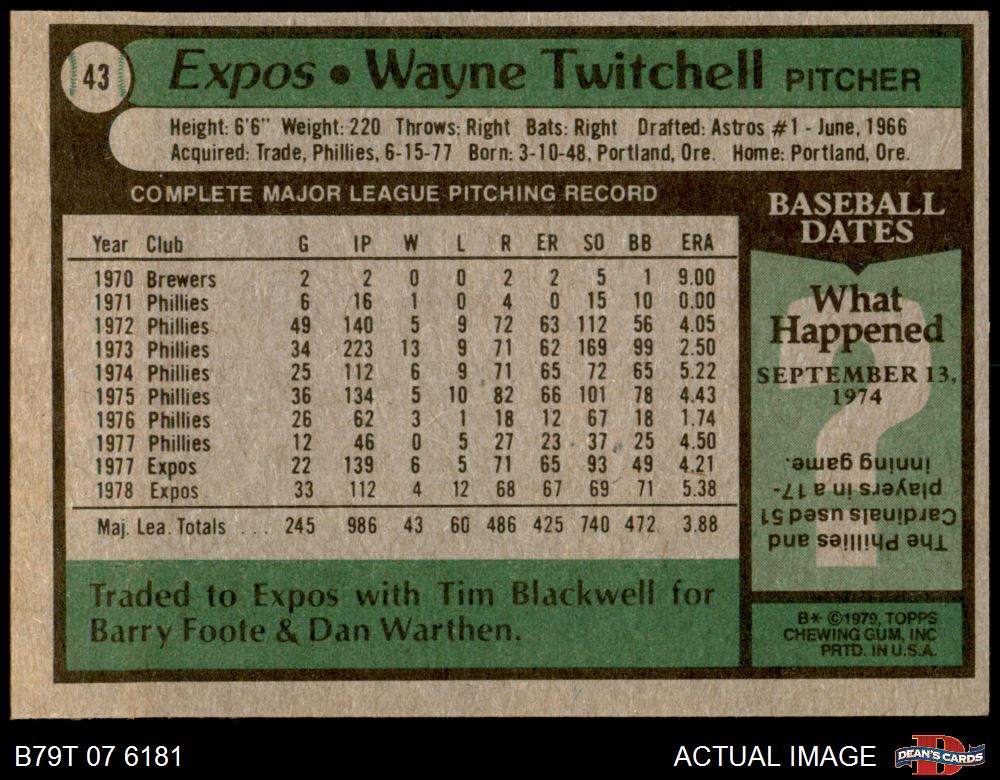 43 Expos • Wayne Twitchell PITCHER
Height: 6'6" Weight: 220 Throws: Right Bats: Right Drafted: Astros #1 - June, 1966
Acquired: Trade, Phillies, 6-15-77 Born: 3-10-48, Portland, Ore. Home: Portland, Ore.
COMPLETE MAJOR LEAGUE PITCHING RECORD
Year Club G IP W L R ER SO BB ERA
1970 Brewers 2 2 0 0 2 2 5 1 9.00
1971 Phillies 6 16 1 0 4 0 15 10 0.00
1972 Phillies 49 140 5 9 72 63 112 56 4.05
1973 Phillies 34 223 13 9 71 62 169 99 2.50
1974 Phillies 25 112 6 9 71 65 72 65 5.22
1975 Phillies 36 134 5 10 82 66 101 78 4.43
1976 Phillies 26 62 3 1 18 12 67 18 1.74
1977 Phillies 12 46 0 5 27 23 37 25 4.50
1977 Expos 22 139 6 5 71 65 93 49 4.21
1978 Expos 33 112 4 12 68 67 69 71 5.38
Maj. Lea. Totals . . . 245 986 43 60 486 425 740 472 3.88
Traded to Expos with Tim Blackwell for
Barry Foote & Dan Warthen.
BASEBALL
DATES
What
Happened
SEPTEMBER 13,
1974
The Phillies and
Cardinals used 51
players in a 17-
inning game.
B* ©1979, TOPPS
CHEWING GUM, INC
PRTD. IN U.S.A.
B79T 07 6181
ACTUAL IMAGE
DEAN'S CARDS